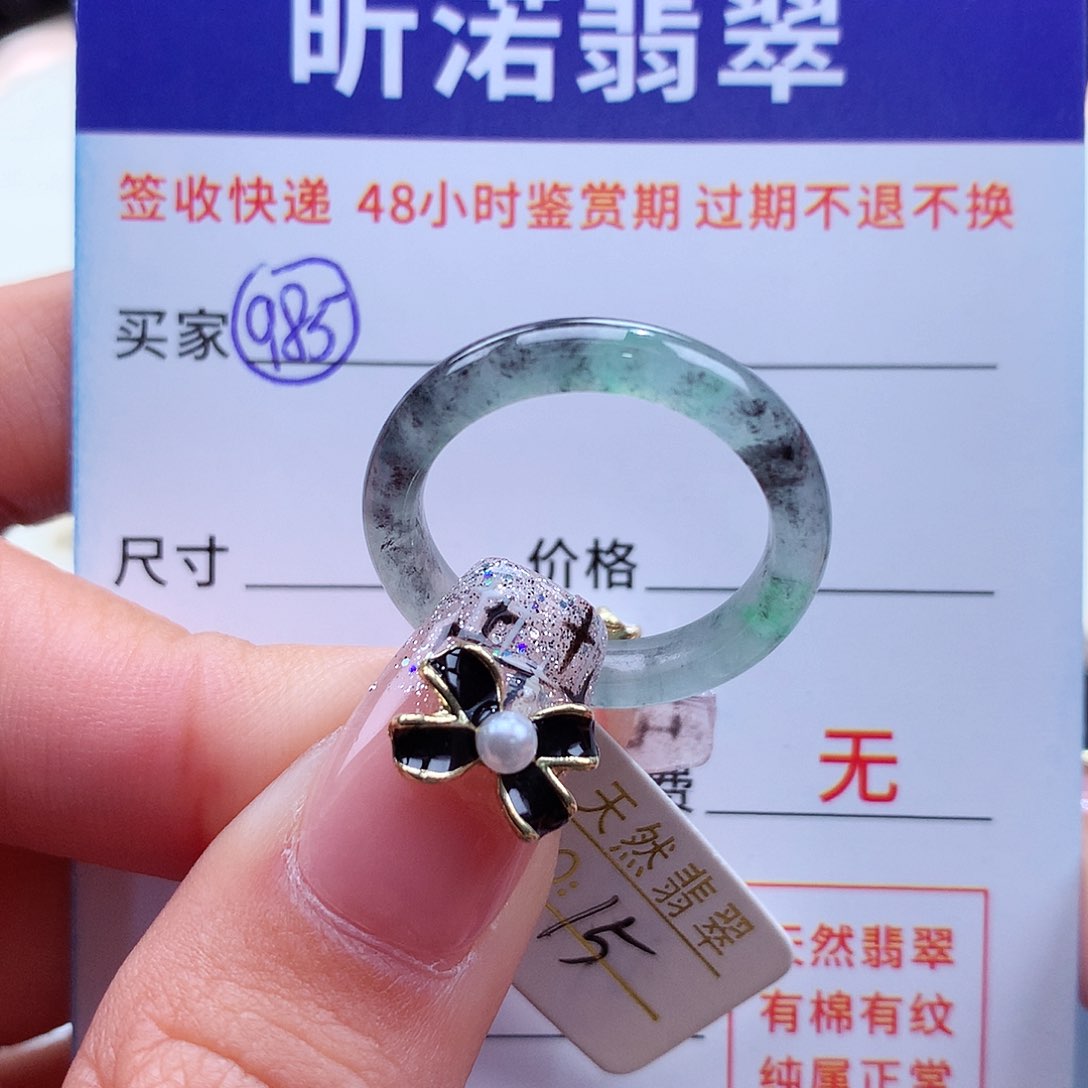 昕渃翡翠
签收快递 48小时鉴赏期 过期不退不换
买家 985
尺寸 价格
费 无
天然翡翠
O: 15
天然翡翠
有棉有纹
纯属正常